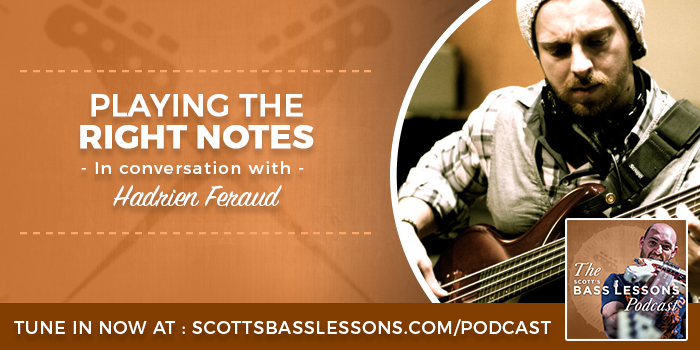 PLAYING THE
RIGHT NOTES
- In conversation with -
Hadrien Feraud
The
SCOTT'S
BASS LESSONS
Podcast
TUNE IN NOW AT : SCOTTSBASSLESSONS.COM/PODCAST